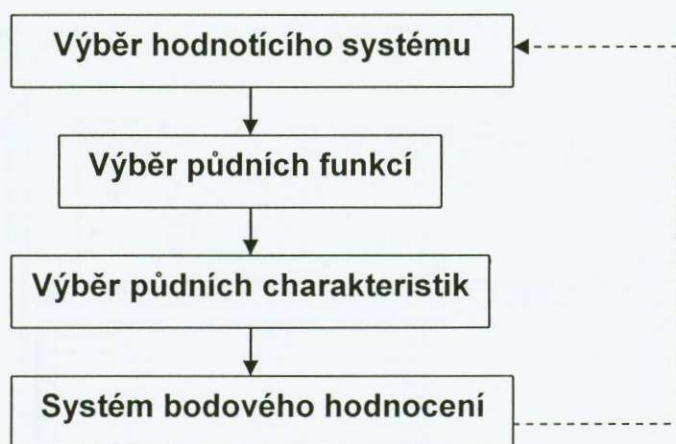 Výběr hodnotícího systému
Výběr půdních funkcí
Výběr půdních charakteristik
Systém bodového hodnocení